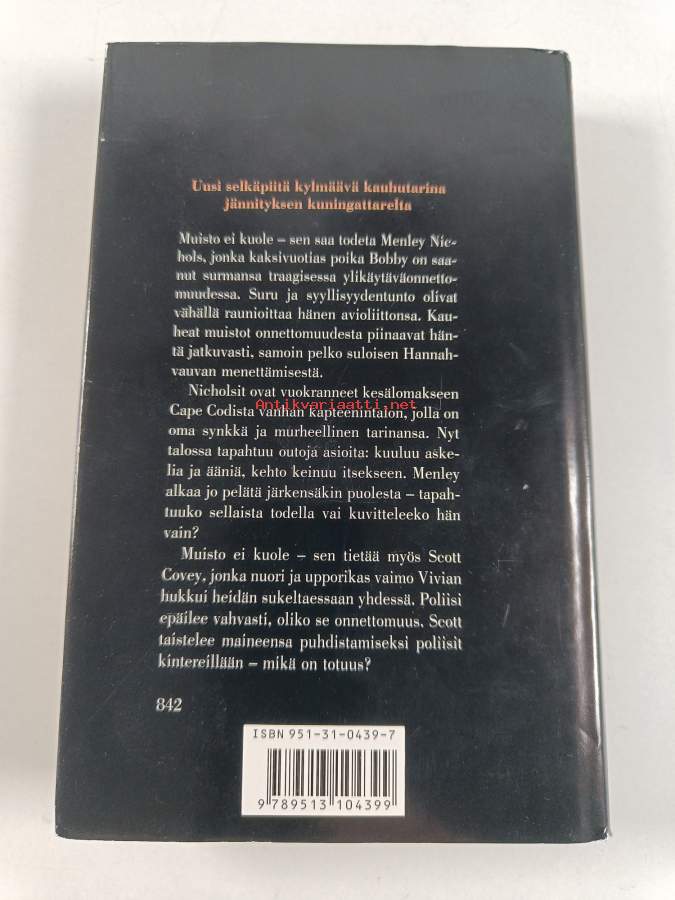 Uusi selkäpiitä kylmäävä kauhutarina
jännityksen kuningattarelta
Muisto ei kuole – sen saa todeta Menley Nic-
hols, jonka kaksivuotias poika Bobby on saa-
nut surmansa traagisessa ylikäytäväonnetto-
muudessa. Suru ja syyllisyydentunto olivat
vähällä raunioittaa hänen avioliittonsa. Kau-
heat muistot onnettomuudesta piinaavat hän-
tä jatkuvasti, samoin pelko suloisen Hannah-
vauvan menettämisestä.
Nicholsit ovat vuokranneet kesälomakseen
Antikvariaatti.net
Cape Codista vanhan kapteenintalon, jolla on
oma synkkä ja murheellinen tarinansa. Nyt
talossa tapahtuu outoja asioita: kuuluu aske-
lia ja ääniä, kehto keinuu itsekseen. Menley
alkaa jo pelätä järkensäkin puolesta – tapah-
tuuko sellaista todella vai kuvitteleeko hän
vain?
Muisto ei kuole – sen tietää myös Scott
Covey, jonka nuori ja upporikas vaimo Vivian
hukkui heidän sukeltaessaan yhdessä. Poliisi
epäilee vahvasti, oliko se onnettomuus, Scott
taistelee maineensa puhdistamiseksi poliisit
kintereillään – mikä on totuus?
842
ISBN 951-31-0439-7
9 789513 104399